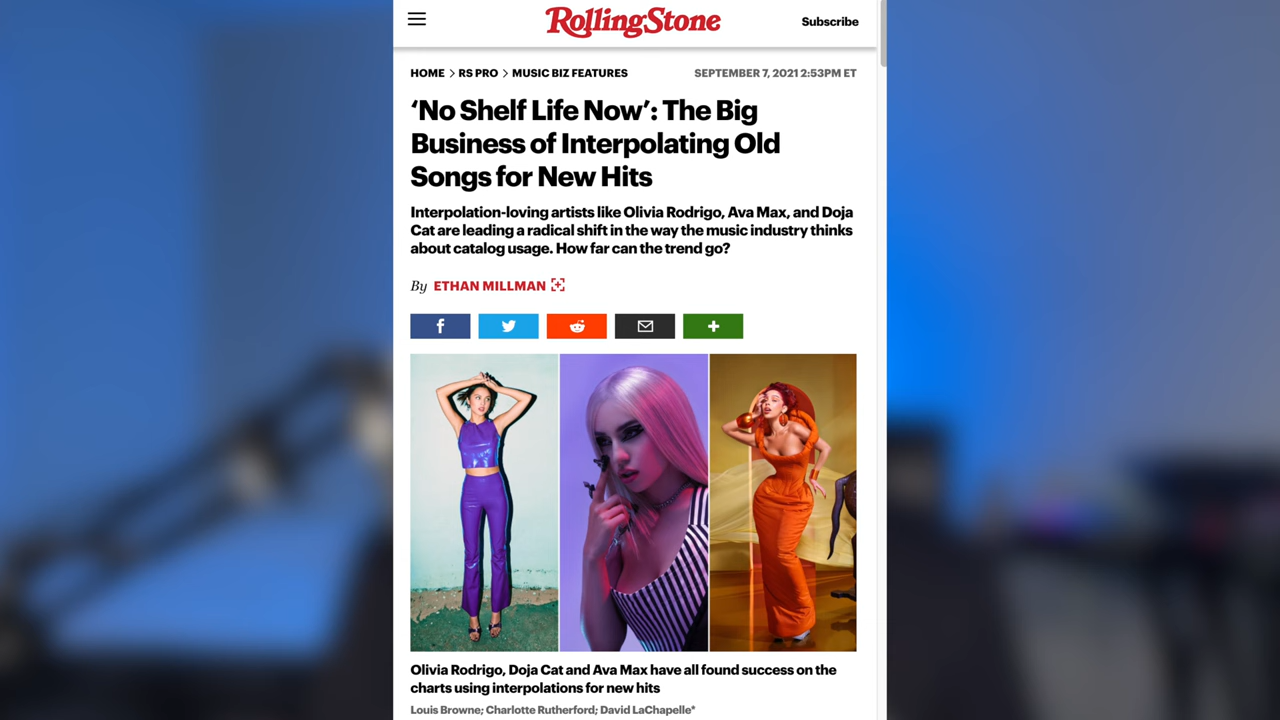 RollingStone
Subscribe
HOME > RS PRO > MUSIC BIZ FEATURES
SEPTEMBER 7, 2021 2:53PM ET
‘No Shelf Life Now’: The Big
Business of Interpolating Old
Songs for New Hits
Interpolation-loving artists like Olivia Rodrigo, Ava Max, and Doja
Cat are leading a radical shift in the way the music industry thinks
about catalog usage. How far can the trend go?
By ETHAN MILLMAN
Olivia Rodrigo, Doja Cat and Ava Max have all found success on the
charts using interpolations for new hits
Louis Browne; Charlotte Rutherford; David LaChapelle*